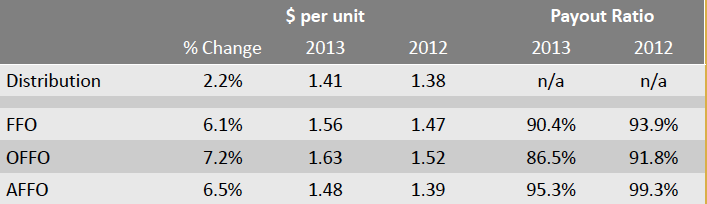 $ per unit Payout Ratio
% Change 2013 2012 2013 2012
Distribution 2.2% 1.41 1.38 n/a n/a
FFO 6.1% 1.56 1.47 90.4% 93.9%
OFFO 7.2% 1.63 1.52 86.5% 91.8%
AFFO 6.5% 1.48 1.39 95.3% 99.3%